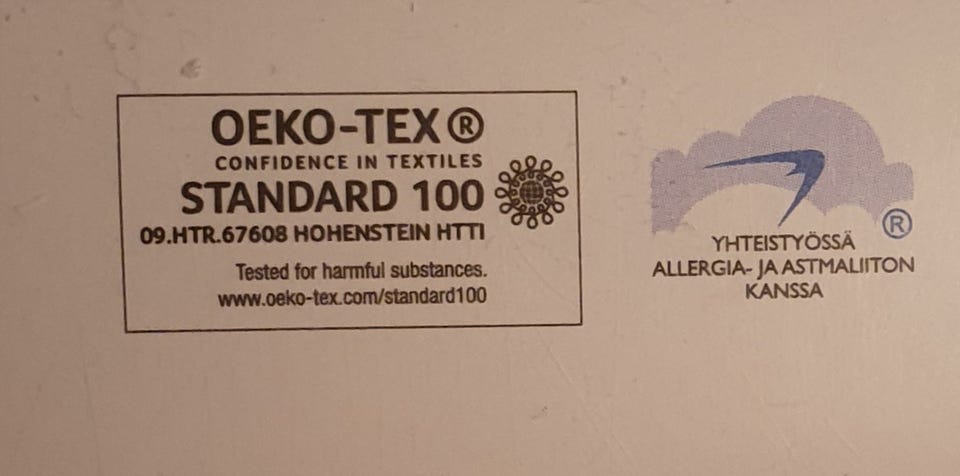 OEKO-TEX®
CONFIDENCE IN TEXTILES
STANDARD 100
09.HTR.67608 HOHENSTEIN HTTI
Tested for harmful substances.
www.oeko-tex.com/standard100
®
YHTEISTYÖSSÄ
ALLERGIA- JA ASTMALIITON
KANSSA